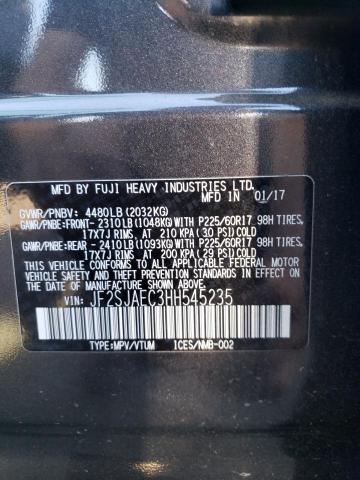 MFD BY FUJI HEAVY INDUSTRIES LTD.
MFD IN 01/17
GVWR/PNBV: 4480LB (2032KG)
GAWR/PNBE: FRONT- 2310LB (1048KG) WITH P225/60R17 98H TIRES,
17X7J RIMS, AT 210 KPA (30 PSI) COLD
GAWR/PNBE: REAR - 2410LB (1093KG) WITH P225/60R17 98H TIRES,
17X7J RIMS, AT 200 KPA (29 PSI) COLD
THIS VEHICLE CONFORMS TO ALL APPLICABLE FEDERAL MOTOR
VEHICLE SAFETY AND THEFT PREVENTION STANDARDS IN EFFECT
ON THE DATE OF MANUFACTURE SHOWN ABOVE.
VIN: JF2SJAEC3HH545235
TYPE:MPV/VTUM ICES/NMB-002